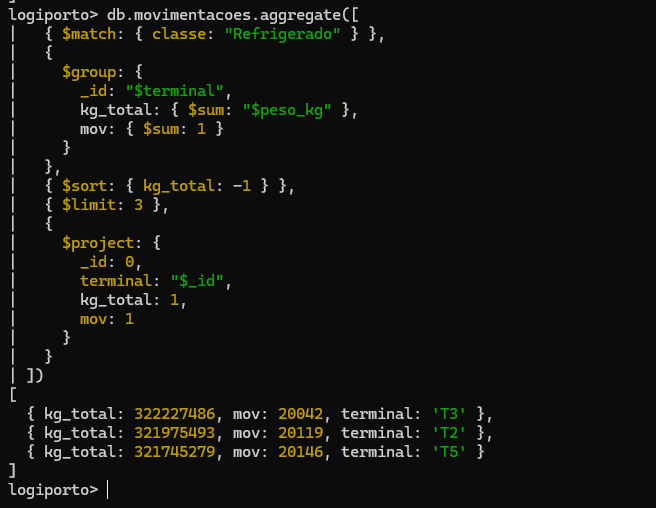 logiporto> db.movimentacoes.aggregate([
|   { $match: { classe: "Refrigerado" } },
|   {
|     $group: {
|       _id: "$terminal",
|       kg_total: { $sum: "$peso_kg" },
|       mov: { $sum: 1 }
|     }
|   },
|   { $sort: { kg_total: -1 } },
|   { $limit: 3 },
|   {
|     $project: {
|       _id: 0,
|       terminal: "$_id",
|       kg_total: 1,
|       mov: 1
|     }
|   }
| ])
[
  { kg_total: 322227486, mov: 20042, terminal: 'T3' },
  { kg_total: 321975493, mov: 20119, terminal: 'T2' },
  { kg_total: 321745279, mov: 20146, terminal: 'T5' }
]
logiporto>